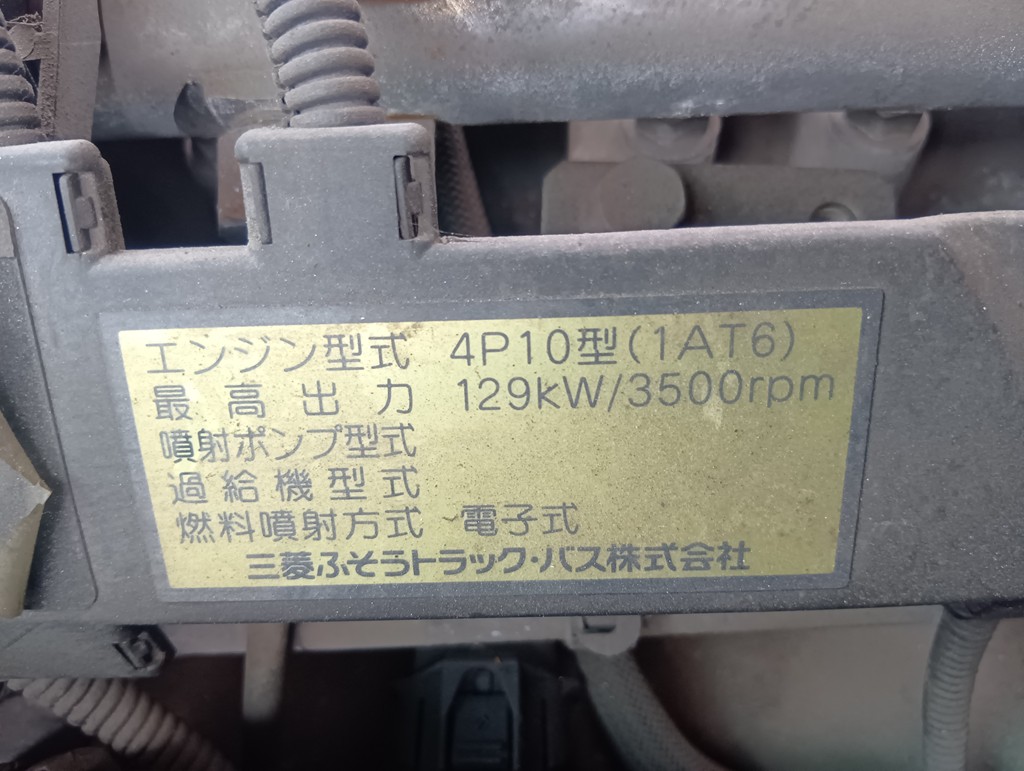 エンジン型式 4P10型(1AT6)
最高出力 129kW/3500rpm
噴射ポンプ型式
過給機型式
燃料噴射方式 電子式
三菱ふそうトラック・バス株式会社